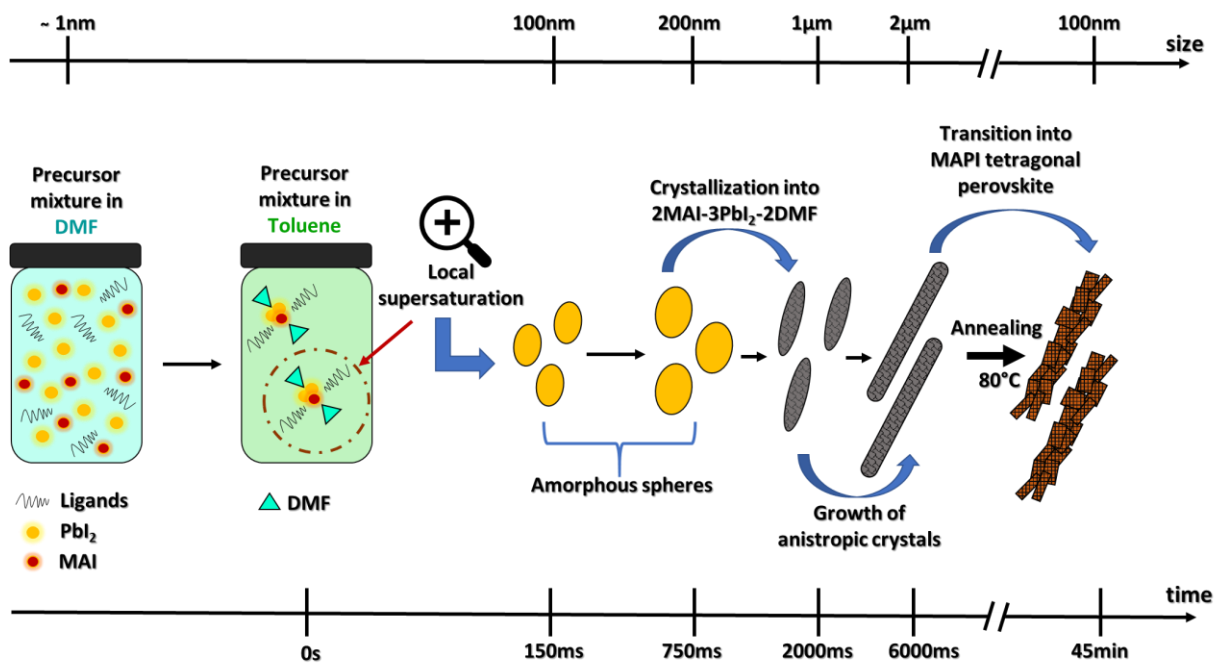 ~ 1nm
100nm
200nm
1µm
2µm
100nm
size
Precursor
mixture in
DMF
Precursor
mixture in
Toluene
Local
supersaturation
Crystallization into
2MAI-3PbI₂-2DMF
Transition into
MAPI tetragonal
perovskite
Annealing
80°C
Amorphous spheres
Growth of
anistropic crystals
Ligands
PbI₂
MAI
DMF
time
0s
150ms
750ms
2000ms
6000ms
45min